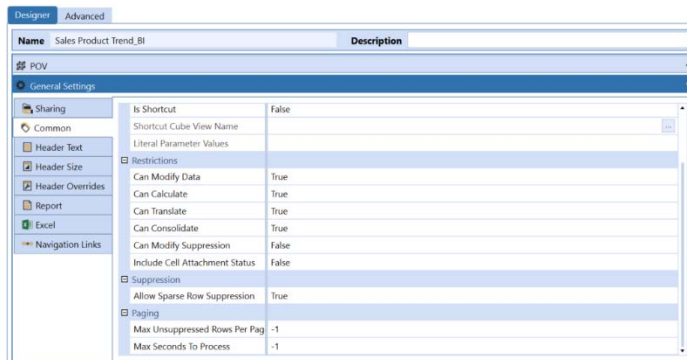 Designer Advanced
Name Sales Product Trend_BI Description
POV
General Settings
Sharing
Common
Header Text
Header Size
Header Overrides
Report
Excel
Navigation Links
Is Shortcut False
Shortcut Cube View Name ...
Literal Parameter Values
Restrictions
Can Modify Data True
Can Calculate True
Can Translate True
Can Consolidate True
Can Modify Suppression False
Include Cell Attachment Status False
Suppression
Allow Sparse Row Suppression True
Paging
Max Unsuppressed Rows Per Pag -1
Max Seconds To Process -1